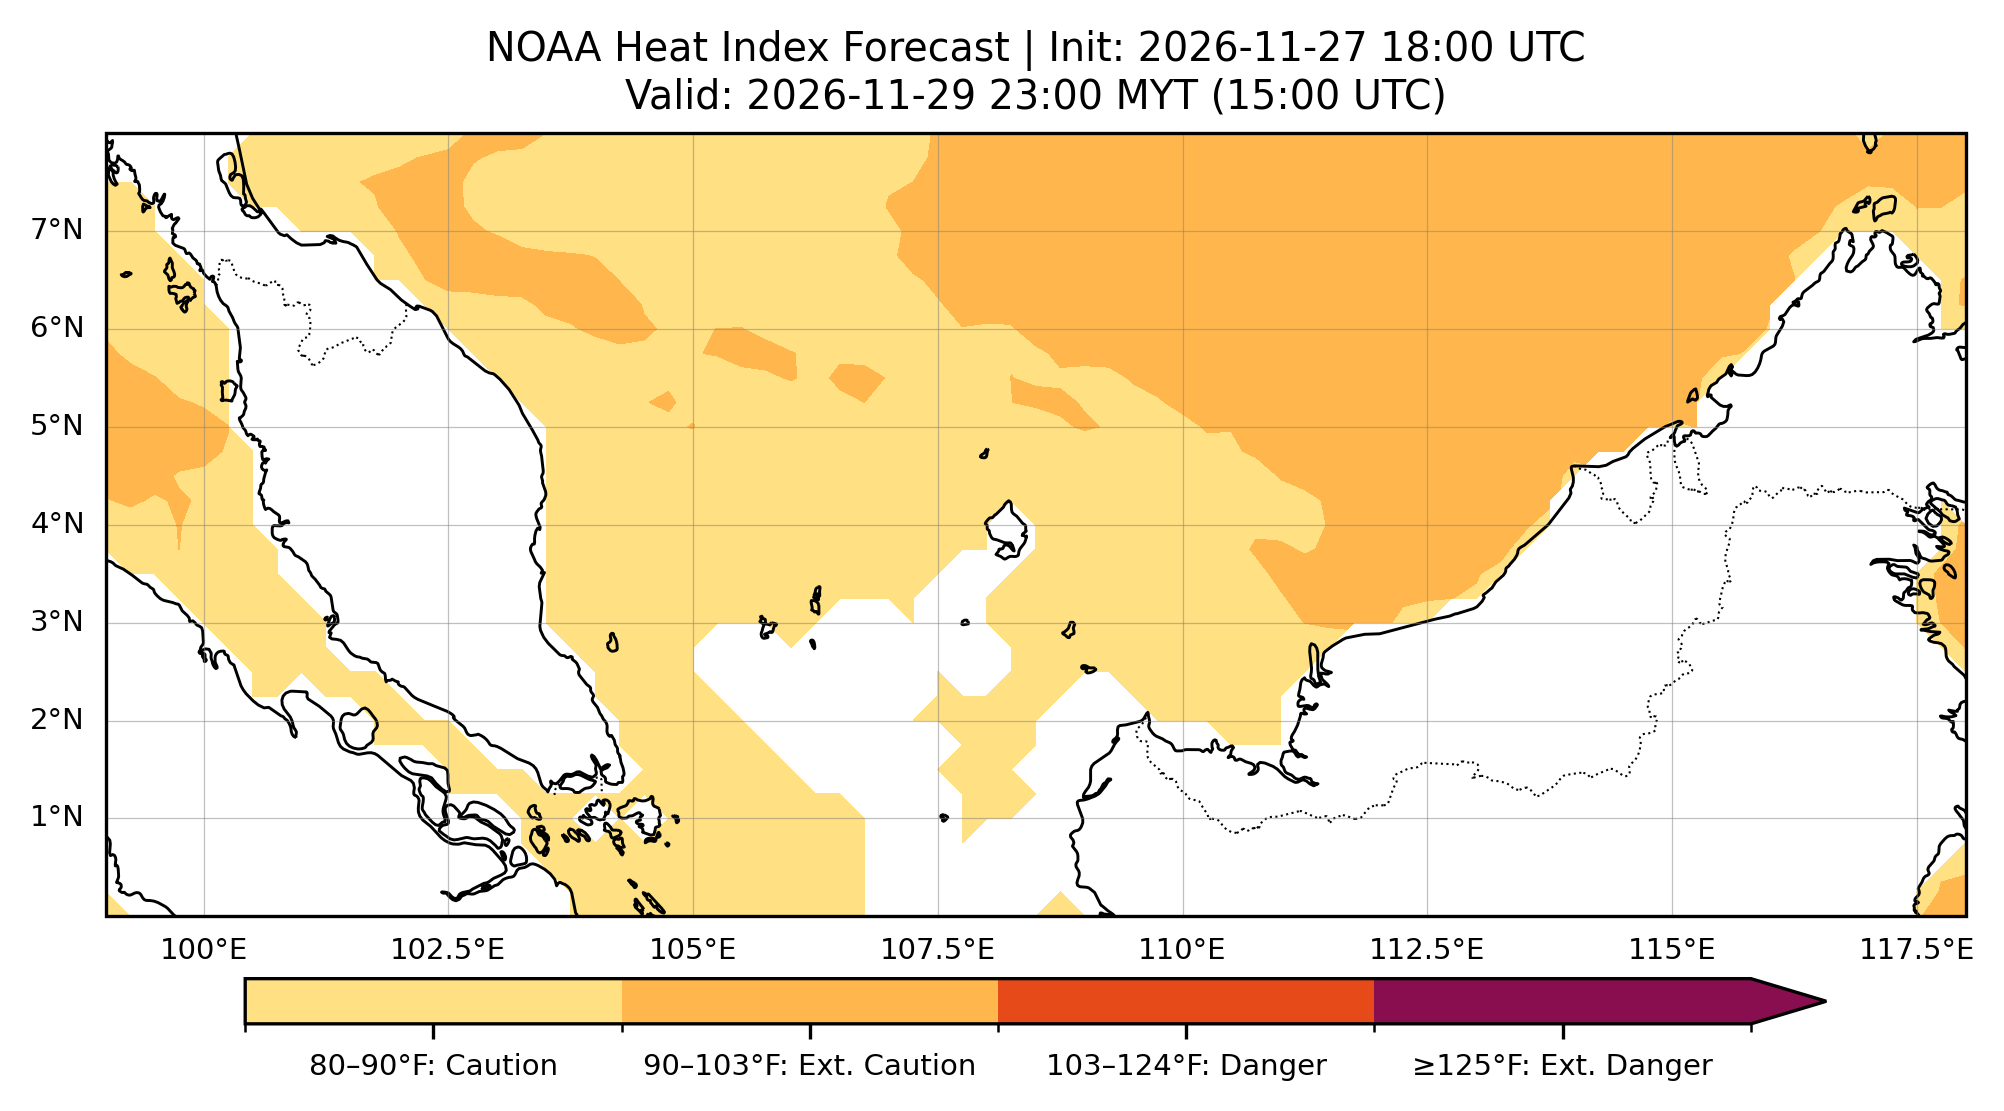 NOAA Heat Index Forecast | Init: 2026-11-27 18:00 UTC
Valid: 2026-11-29 23:00 MYT (15:00 UTC)
7°N
6°N
5°N
4°N
3°N
2°N
1°N
100°E 102.5°E 105°E 107.5°E 110°E 112.5°E 115°E 117.5°E
80–90°F: Caution 90–103°F: Ext. Caution 103–124°F: Danger ≥125°F: Ext. Danger